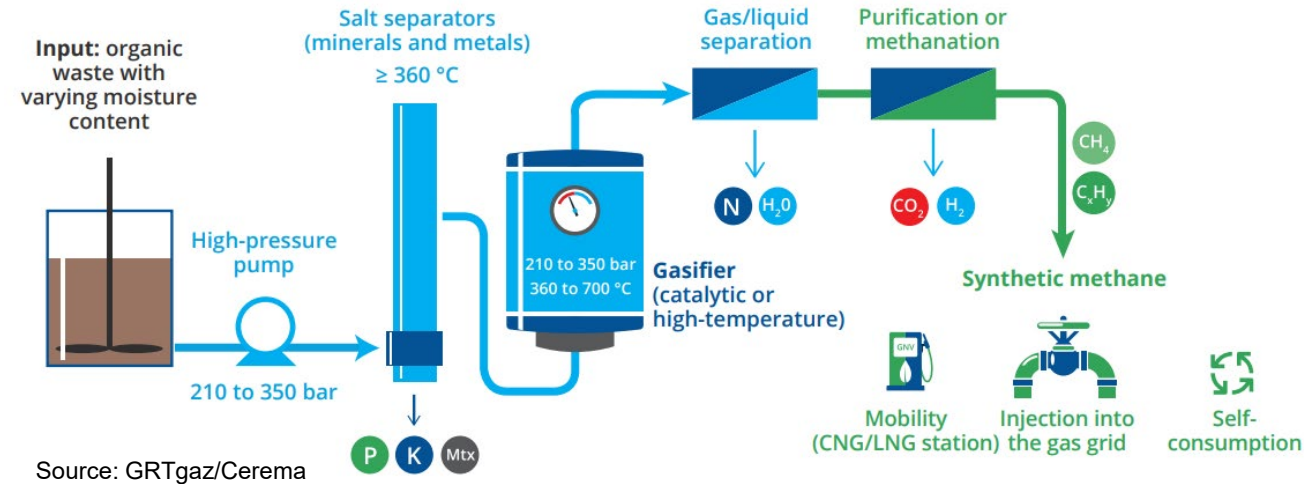 Input: organic
waste with
varying moisture
content
High-pressure
pump
210 to 350 bar
Salt separators
(minerals and metals)
≥ 360 °C
P K Mtx
210 to 350 bar
360 to 700 °C
Gasifier
(catalytic or
high-temperature)
Gas/liquid
separation
N H₂0
Purification or
methanation
CO₂ H₂
CH₄
CₓHᵧ
Synthetic methane
GNV
Mobility
(CNG/LNG station)
Injection into
the gas grid
Self-
consumption
Source: GRTgaz/Cerema